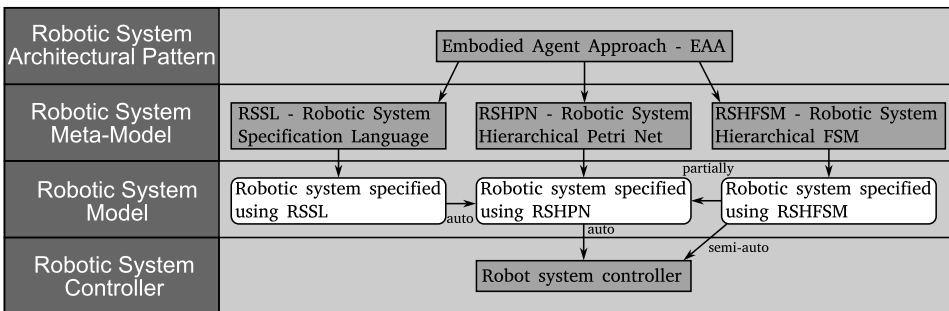 Robotic System
Architectural Pattern
Embodied Agent Approach - EAA
Robotic System
Meta-Model
RSSL - Robotic System
Specification Language
RSHPN - Robotic System
Hierarchical Petri Net
RSHFSM - Robotic System
Hierarchical FSM
Robotic System
Model
Robotic system specified
using RSSL
auto
Robotic system specified
using RSHPN
auto
partially
Robotic system specified
using RSHFSM
semi-auto
Robotic System
Controller
Robot system controller